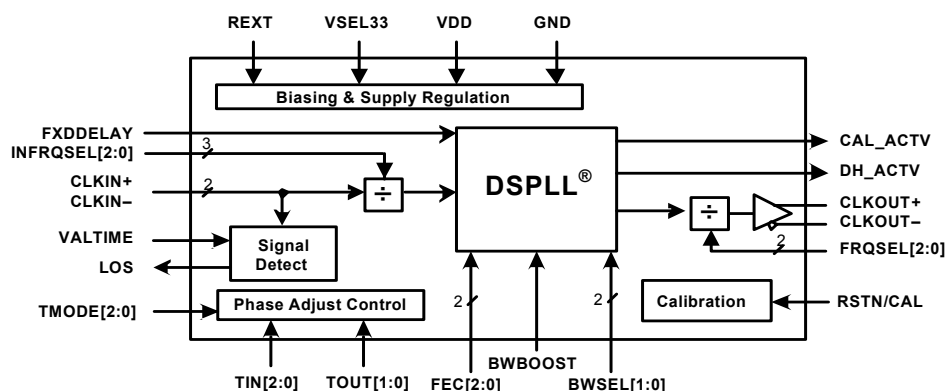 REXT VSEL33 VDD GND
Biasing & Supply Regulation
FXDDELAY
INFRQSEL[2:0] 3
CLKIN+ 2
CLKIN–
÷
DSPLL®
CAL_ACTV
DH_ACTV
÷
CLKOUT+
CLKOUT–
2 FRQSEL[2:0]
VALTIME
LOS
Signal
Detect
TMODE[2:0]
Phase Adjust Control
2
2
Calibration
RSTN/CAL
BWBOOST
TIN[2:0] TOUT[1:0] FEC[2:0] BWSEL[1:0]